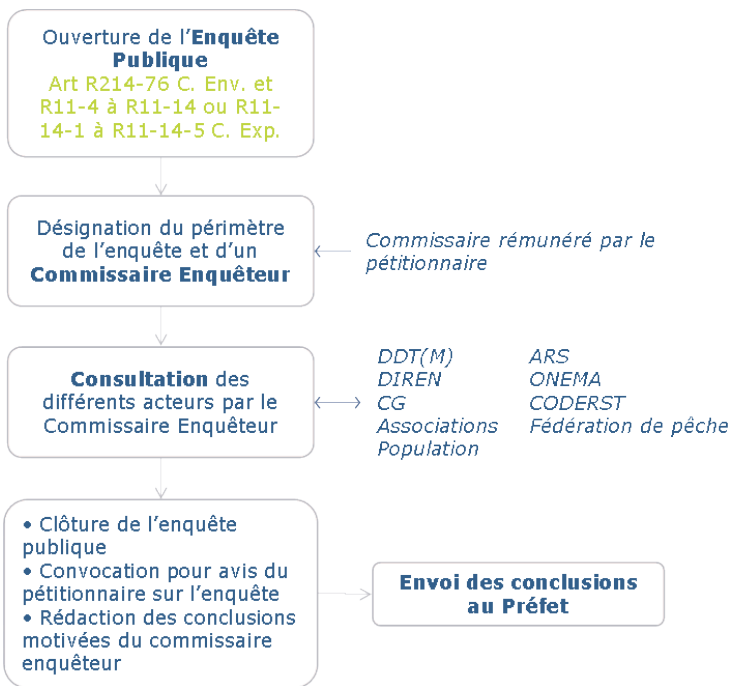 Ouverture de l’Enquête
Publique
Art R214-76 C. Env. et
R11-4 à R11-14 ou R11-
14-1 à R11-14-5 C. Exp.
Désignation du périmètre
de l’enquête et d’un
Commissaire Enquêteur
Commissaire rémunéré par le
pétitionnaire
Consultation des
différents acteurs par le
Commissaire Enquêteur
DDT(M) ARS
DIREN ONEMA
CG CODERST
Associations Fédération de pêche
Population
• Clôture de l’enquête
publique
• Convocation pour avis du
pétitionnaire sur l’enquête
• Rédaction des conclusions
motivées du commissaire
enquêteur
Envoi des conclusions
au Préfet